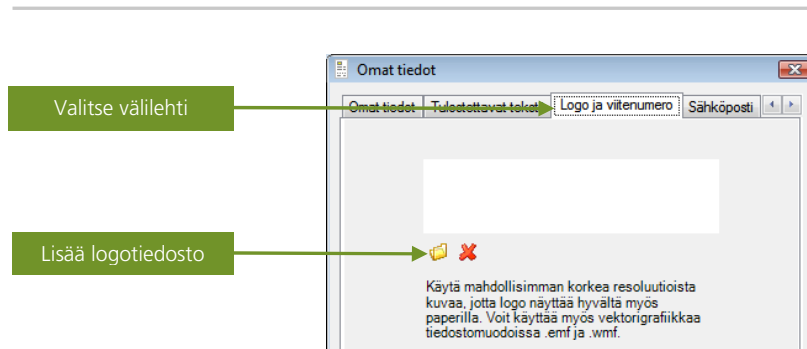 Omat tiedot
Valitse välilehti
Omat tiedot Tulostettavat tekstit Logo ja viitenumero Sähköposti
Lisää logotiedosto
Käytä mahdollisimman korkea resoluutioista
kuvaa, jotta logo näyttää hyvältä myös
paperilla. Voit käyttää myös vektorigrafiikkaa
tiedostomuodoissa .emf ja .wmf.